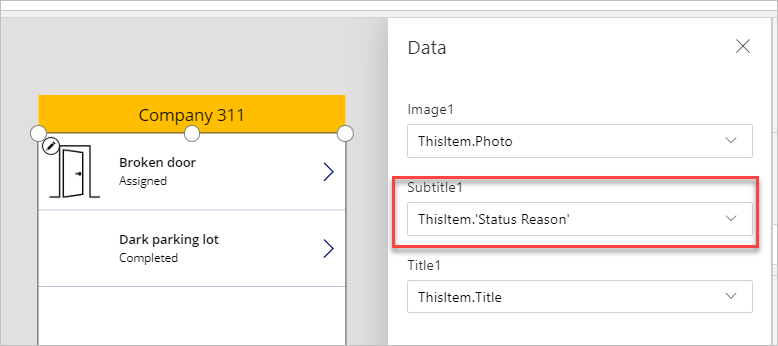 Company 311
Broken door
Assigned
Dark parking lot
Completed
Data
Image1
ThisItem.Photo
Subtitle1
ThisItem.'Status Reason'
Title1
ThisItem.Title